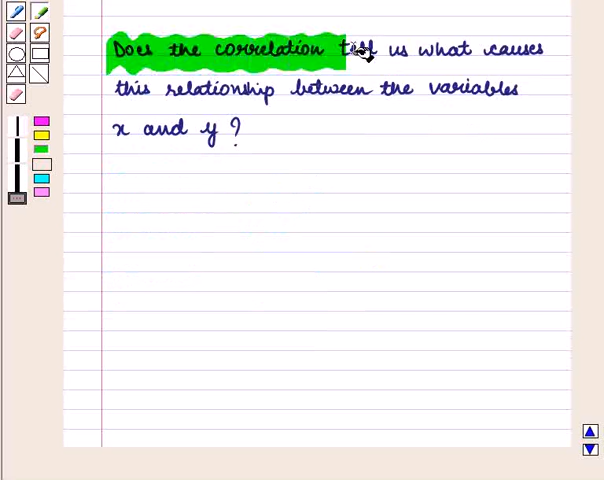 Does the correlation tell us what causes
this relationship between the variables
x and y ?